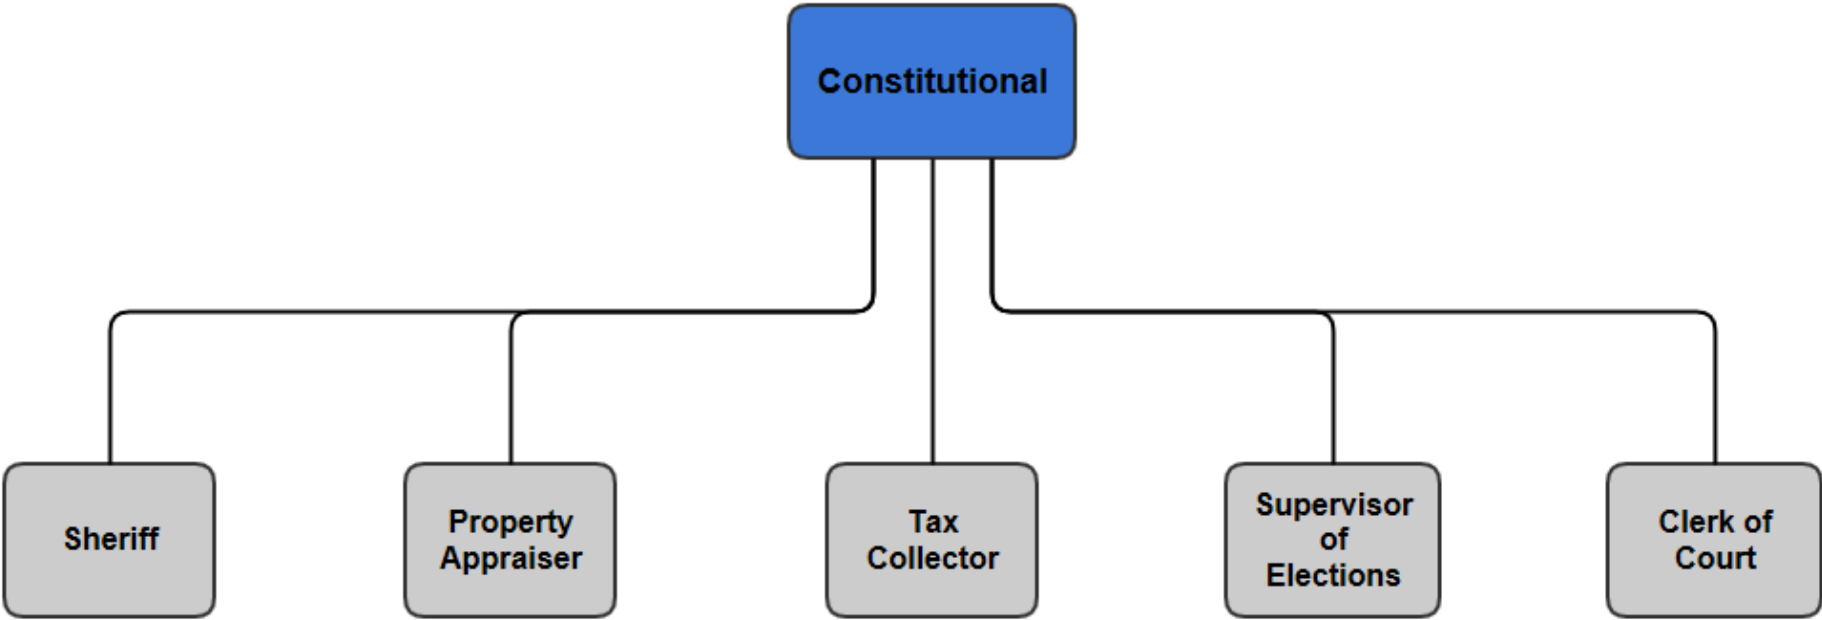 Constitutional
Sheriff
Property
Appraiser
Tax
Collector
Supervisor
of
Elections
Clerk of
Court